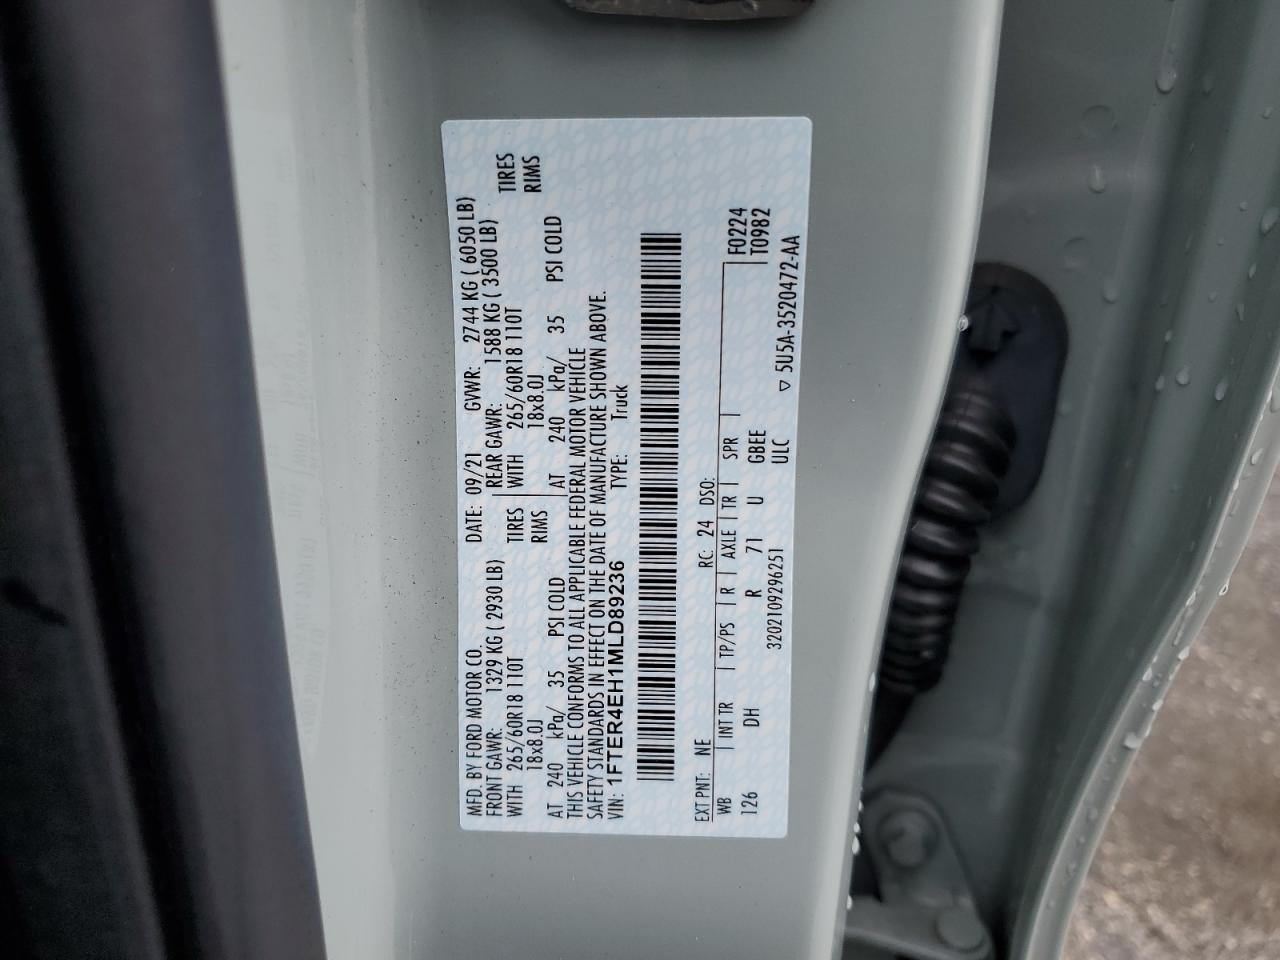 MFD. BY FORD MOTOR CO. DATE: 09/21 GVWR: 2744 KG ( 6050 LB)
FRONT GAWR: 1329 KG ( 2930 LB) REAR GAWR: 1588 KG ( 3500 LB)
WITH 265/60R18 110T TIRES WITH 265/60R18 110T TIRES
18x8.0J RIMS 18x8.0J RIMS
AT 240 kPa/ 35 PSI COLD AT 240 kPa/ 35 PSI COLD
THIS VEHICLE CONFORMS TO ALL APPLICABLE FEDERAL MOTOR VEHICLE
SAFETY STANDARDS IN EFFECT ON THE DATE OF MANUFACTURE SHOWN ABOVE.
VIN: 1FTER4EH1MLD89236 TYPE: Truck
EXT PNT: NE RC: 24 DSO: F0224
WB INT TR TP/PS R AXLE TR SPR T0982
126 DH R 71 U GBEE
3202109296251 ULC ▽ 5U5A-3520472-AA